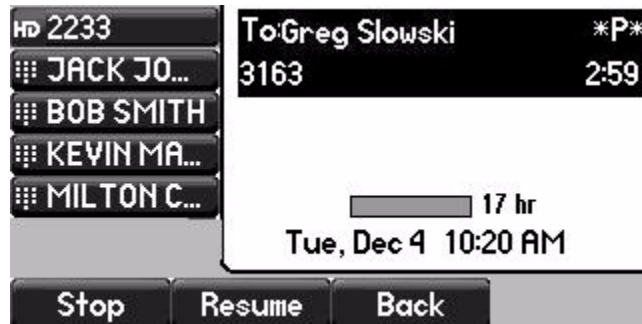 HD 2233
JACK JO...
BOB SMITH
KEVIN MA...
MILTON C...
To:Greg Slowski *P*
3163 2:59
17 hr
Tue, Dec 4 10:20 AM
Stop Resume Back